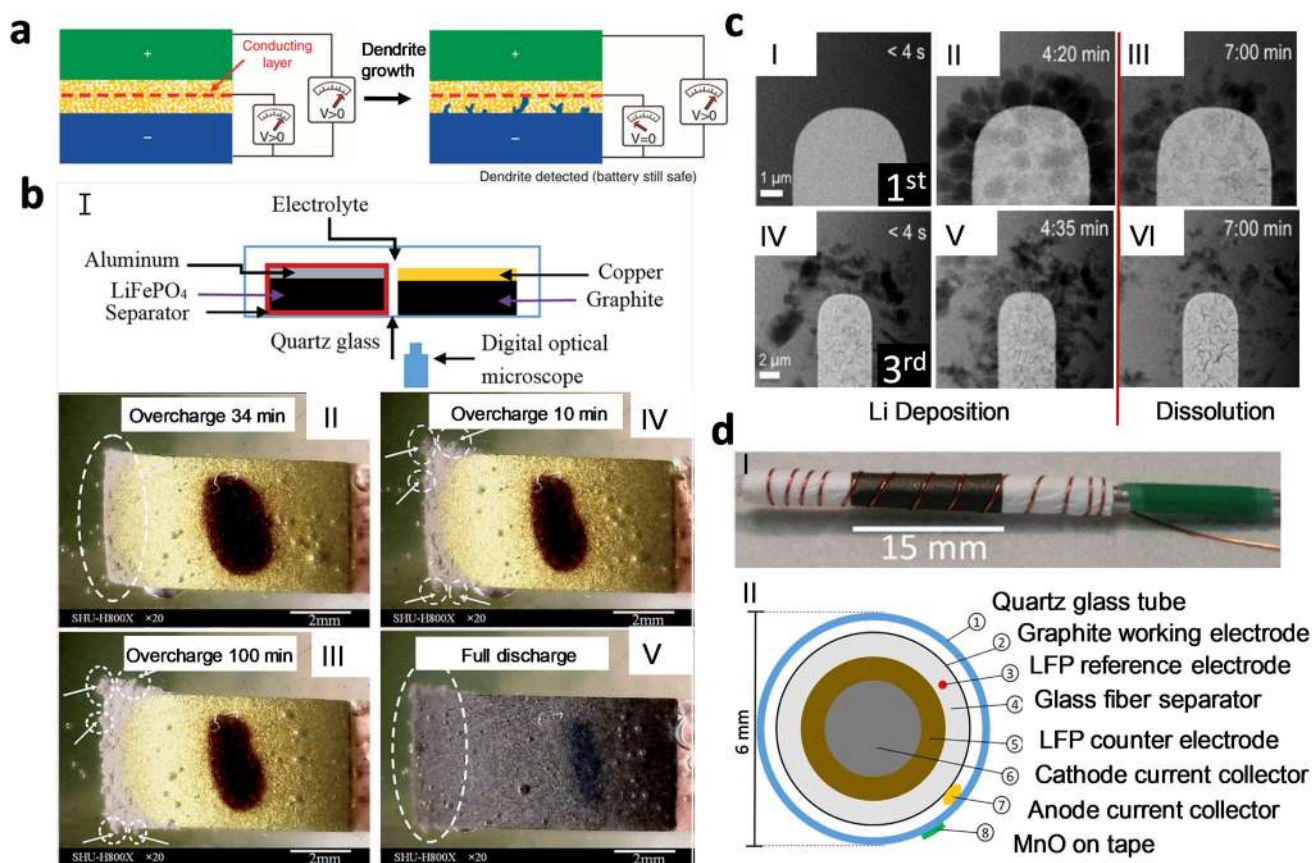 a
+
Conducting
layer
V>0
V>0
−
Dendrite
growth
+
V=0
V>0
−
Dendrite detected (battery still safe)
b
I
Electrolyte
Aluminum
LiFePO₄
Separator
Copper
Graphite
Quartz glass
Digital optical
microscope
Overcharge 34 min
II
SHU-H800X ×20
2mm
Overcharge 10 min
IV
SHU-H800X ×20
2mm
Overcharge 100 min
III
SHU-H800X ×20
2mm
Full discharge
V
SHU-H800X ×20
2mm
c
I
< 4 s
1 µm
1st
II
4:20 min
III
7:00 min
IV
<4 s
2 µm
3rd
V
4:35 min
VI
7:00 min
Li Deposition
Dissolution
d
I
15 mm
II
6 mm
① Quartz glass tube
② Graphite working electrode
③ LFP reference electrode
④ Glass fiber separator
⑤ LFP counter electrode
⑥ Cathode current collector
⑦ Anode current collector
⑧ MnO on tape